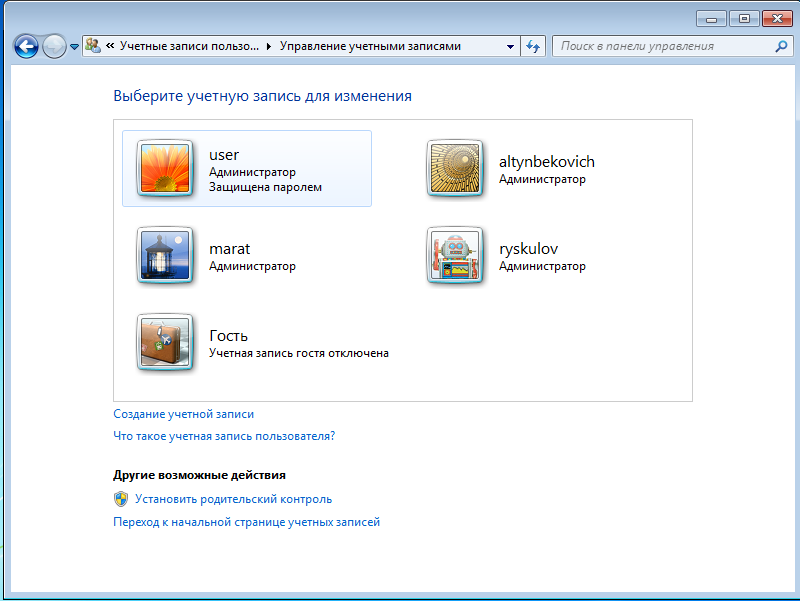 « Учетные записи пользо... ▸ Управление учетными записями
Поиск в панели управления
Выберите учетную запись для изменения
user
Администратор
Защищена паролем
altynbekovich
Администратор
marat
Администратор
ryskulov
Администратор
Гость
Учетная запись гостя отключена
Создание учетной записи
Что такое учетная запись пользователя?
Другие возможные действия
Установить родительский контроль
Переход к начальной странице учетных записей